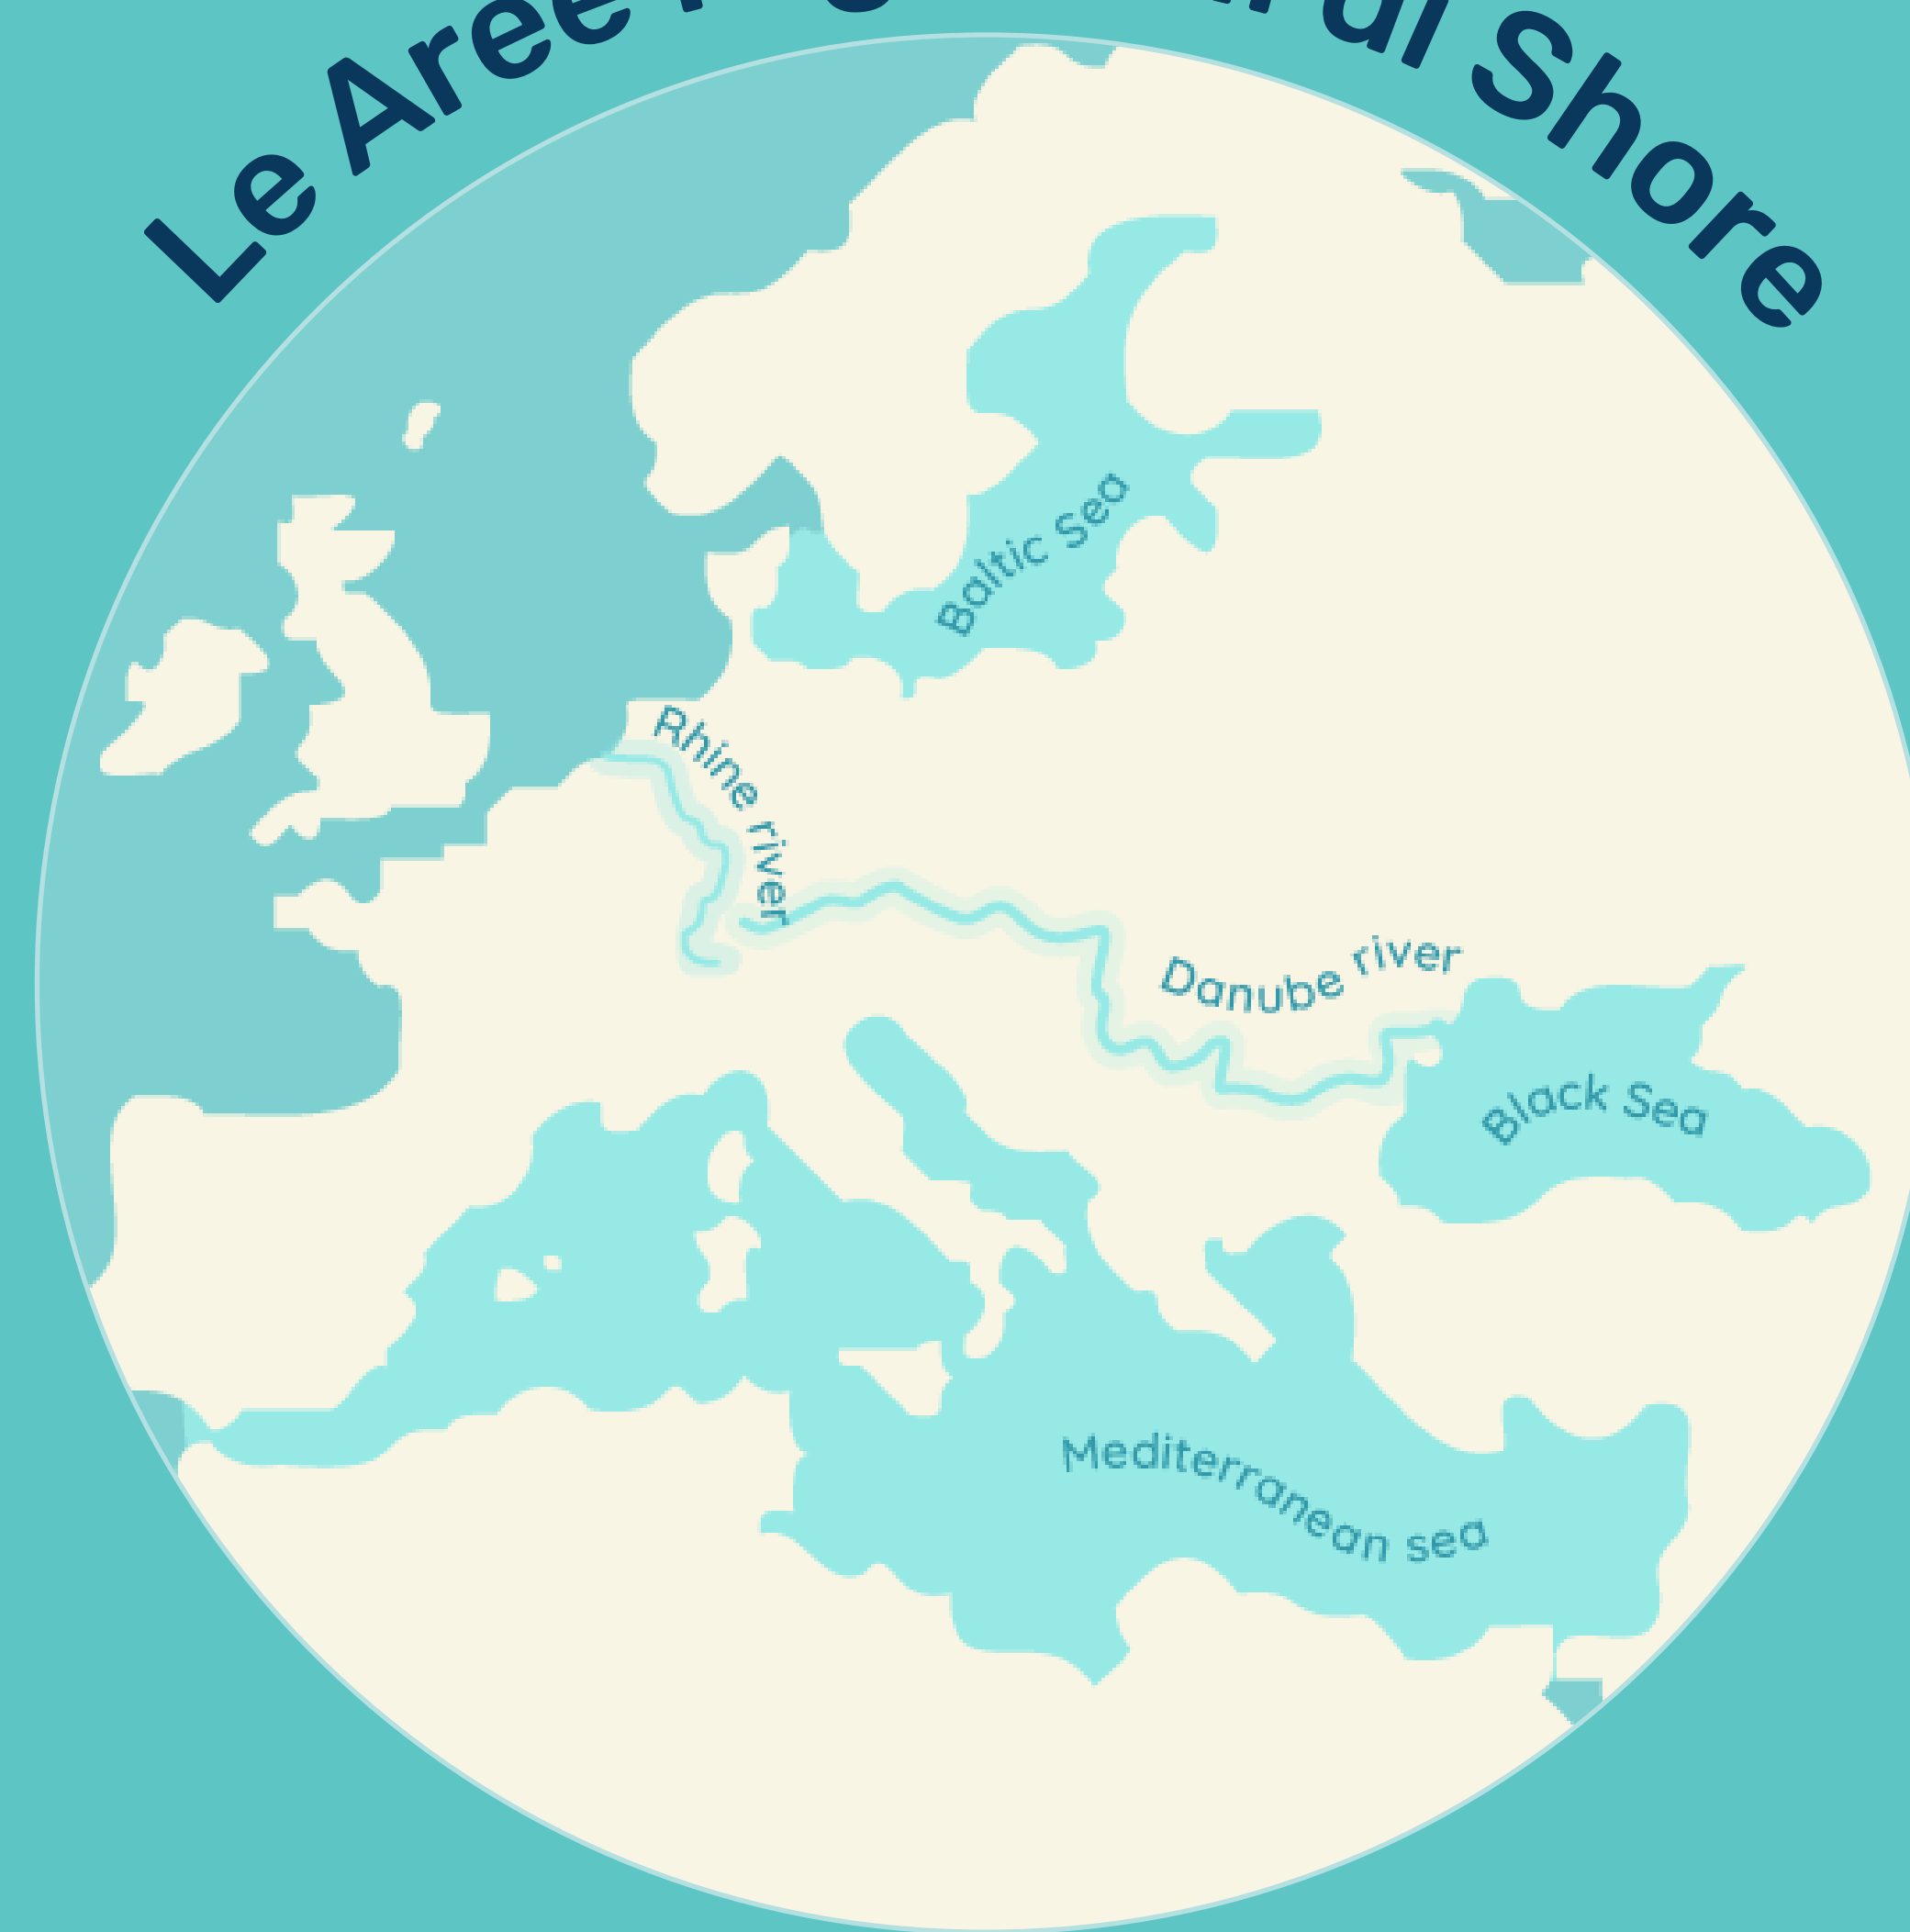 Le Aree
Shore
Baltic Sea
Rhine river
Danube river
Black Sea
Mediterranean sea